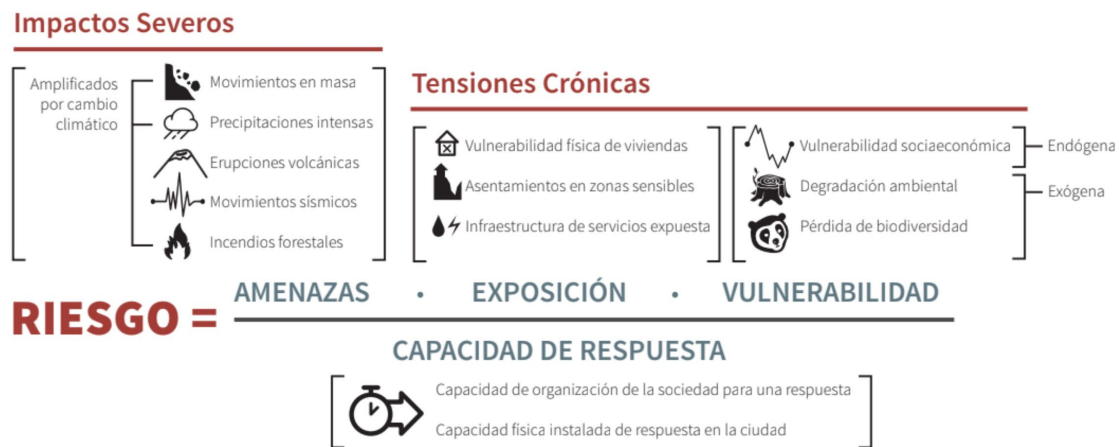 Impactos Severos
Amplificados
por cambio
climático
Movimientos en masa
Precipitaciones intensas
Erupciones volcánicas
Movimientos sísmicos
Incendios forestales
Tensiones Crónicas
Vulnerabilidad física de viviendas
Asentamientos en zonas sensibles
Infraestructura de servicios expuesta
Vulnerabilidad sociaeconómica
Degradación ambiental
Pérdida de biodiversidad
Endógena
Exógena
RIESGO =
AMENAZAS · EXPOSICIÓN · VULNERABILIDAD
CAPACIDAD DE RESPUESTA
Capacidad de organización de la sociedad para una respuesta
Capacidad física instalada de respuesta en la ciudad